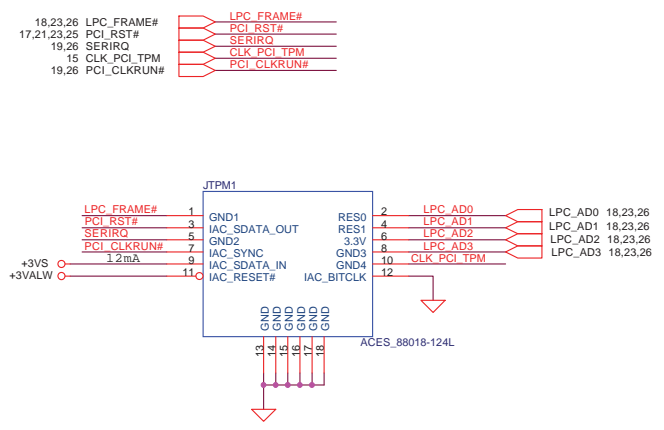 18,23,26 LPC_FRAME# LPC_FRAME#
17,21,23,25 PCI_RST# PCI_RST#
19,26 SERIRQ SERIRQ
15 CLK_PCI_TPM CLK_PCI_TPM
19,26 PCI_CLKRUN# PCI_CLKRUN#
JTPM1
LPC_FRAME# 1 GND1 RES0 2 LPC_AD0 LPC_AD0 18,23,26
PCI_RST# 3 IAC_SDATA_OUT RES1 4 LPC_AD1 LPC_AD1 18,23,26
SERIRQ 5 GND2 3.3V 6 LPC_AD2 LPC_AD2 18,23,26
PCI_CLKRUN# 7 IAC_SYNC GND3 8 LPC_AD3 LPC_AD3 18,23,26
+3VS 12mA 9 IAC_SDATA_IN GND4 10 CLK_PCI_TPM
+3VALW 11 IAC_RESET# IAC_BITCLK 12
GND GND GND GND GND GND
13 14 15 16 17 18
ACES_88018-124L